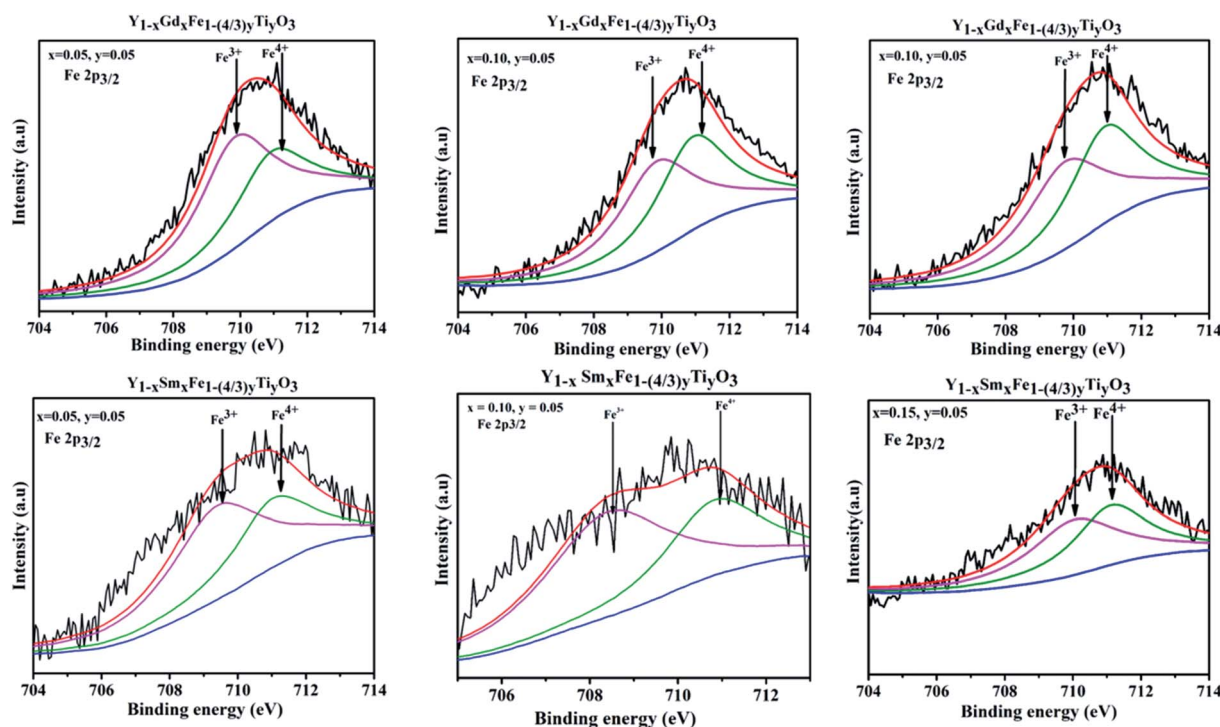 Y1-xGdxFe1-(4/3)yTiyO3
x=0.05, y=0.05
Fe3+
Fe4+
Fe 2p3/2
Intensity (a.u)
704 706 708 710 712 714
Binding energy (eV)
Y1-xGdxFe1-(4/3)yTiyO3
x=0.10, y=0.05
Fe3+
Fe4+
Fe 2p3/2
Intensity (a.u)
704 706 708 710 712 714
Binding energy (eV)
Y1-xGdxFe1-(4/3)yTiyO3
x=0.10, y=0.05
Fe3+
Fe4+
Fe 2p3/2
Intensity (a.u)
704 706 708 710 712 714
Binding energy (eV)
Y1-xSmxFe1-(4/3)yTiyO3
x=0.05, y=0.05
Fe3+
Fe4+
Fe 2p3/2
Intensity (a.u)
704 706 708 710 712 714
Binding energy (eV)
Y1-x SmxFe1-(4/3)yTiyO3
x = 0.10, y = 0.05
Fe3+
Fe4+
Fe 2p3/2
Intensity (a.u)
706 708 710 712
Binding energy (eV)
Y1-xSmxFe1-(4/3)yTiyO3
x=0.15, y=0.05
Fe3+
Fe4+
Fe 2p3/2
Intensity (a.u)
704 706 708 710 712 714
Binding energy (eV)